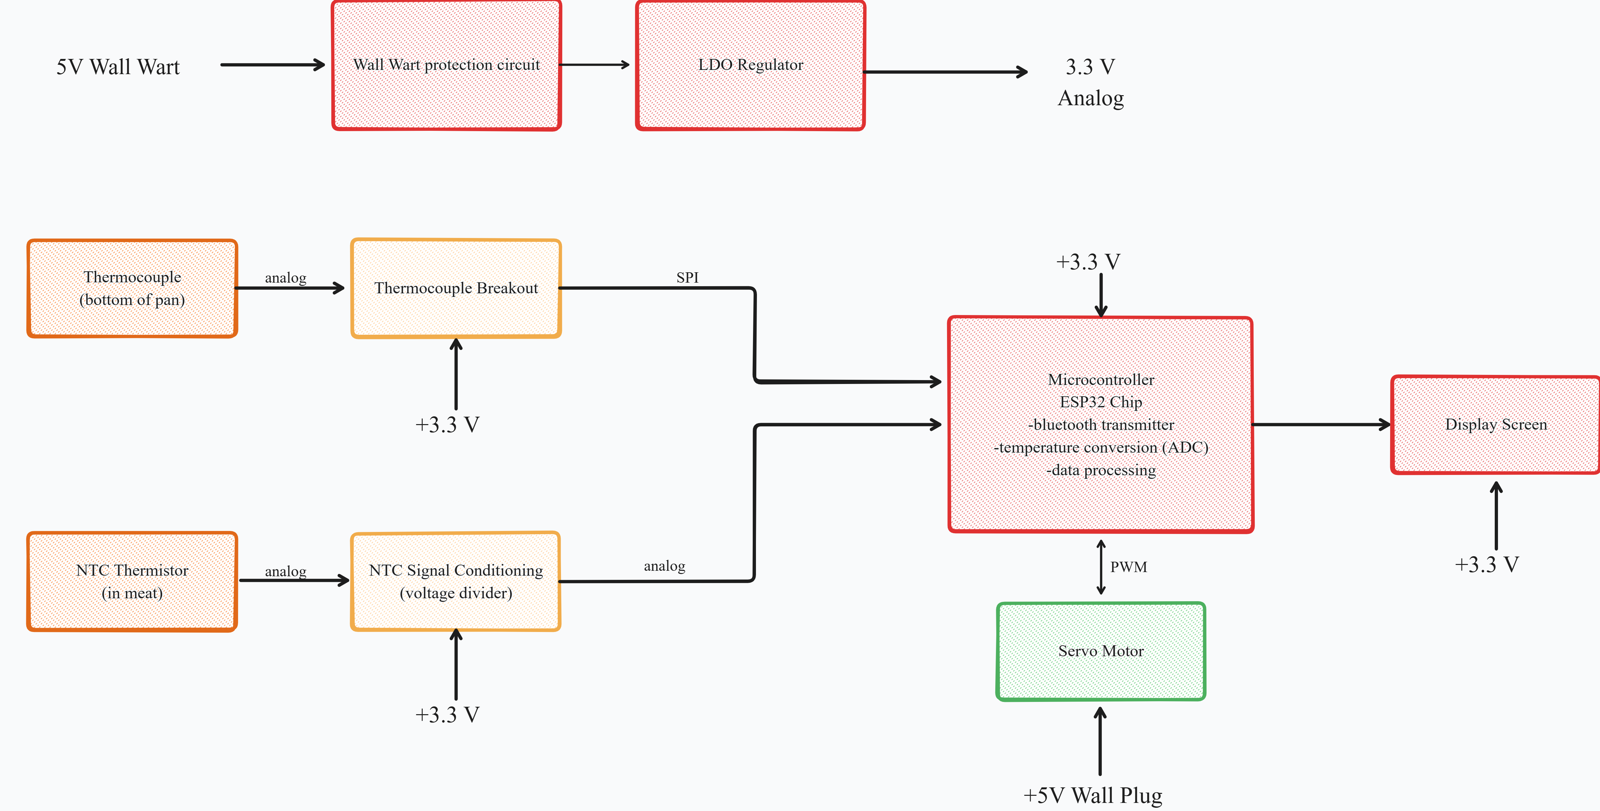 5V Wall Wart
Wall Wart protection circuit
LDO Regulator
3.3 V
Analog
Thermocouple
(bottom of pan)
analog
Thermocouple Breakout
SPI
+3.3 V
+3.3 V
Microcontroller
ESP32 Chip
-bluetooth transmitter
-temperature conversion (ADC)
-data processing
Display Screen
+3.3 V
NTC Thermistor
(in meat)
analog
NTC Signal Conditioning
(voltage divider)
analog
+3.3 V
PWM
Servo Motor
+5V Wall Plug